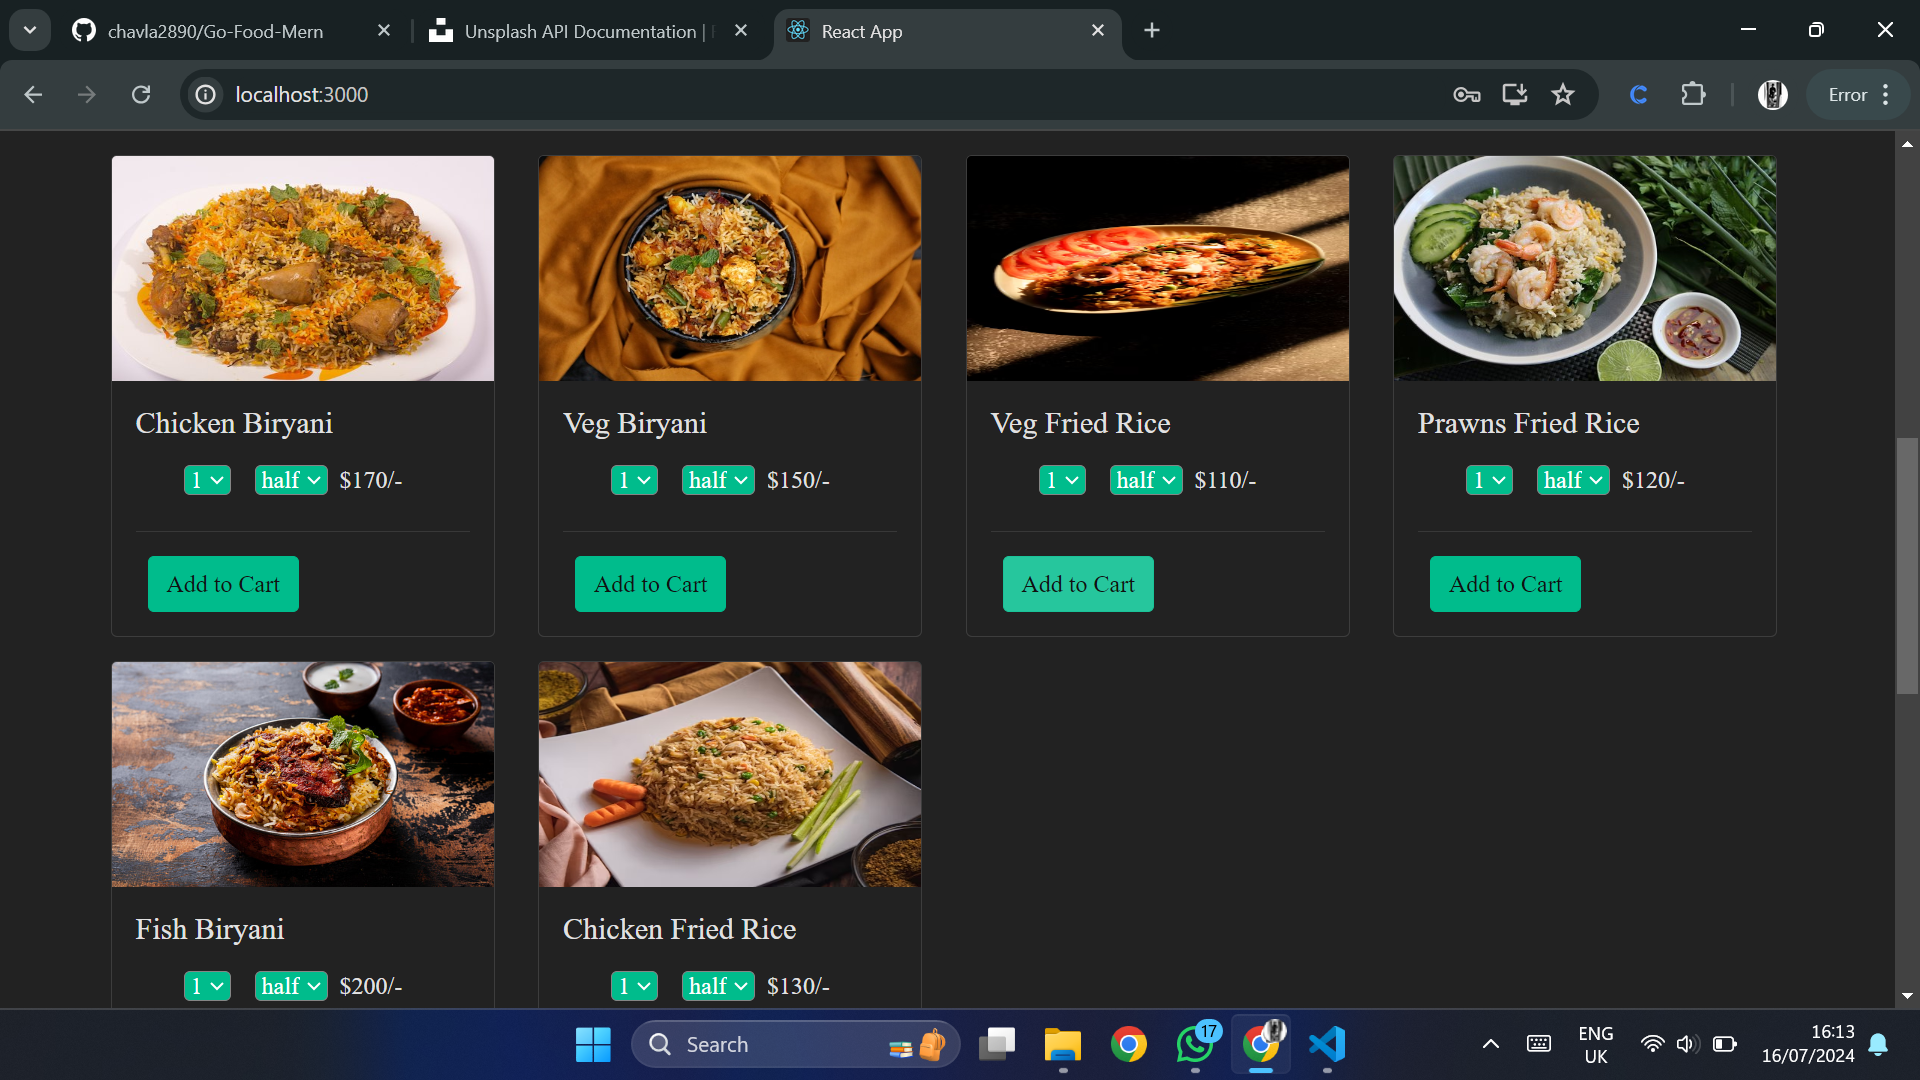 chavla2890/Go-Food-Mern
Unsplash API Documentation |
React App
localhost:3000
Error
Chicken Biryani
1 half $170/-
Add to Cart
Veg Biryani
1 half $150/-
Add to Cart
Veg Fried Rice
1 half $110/-
Add to Cart
Prawns Fried Rice
1 half $120/-
Add to Cart
Fish Biryani
1 half $200/-
Chicken Fried Rice
1 half $130/-
Search
17
ENG
UK
16:13
16/07/2024